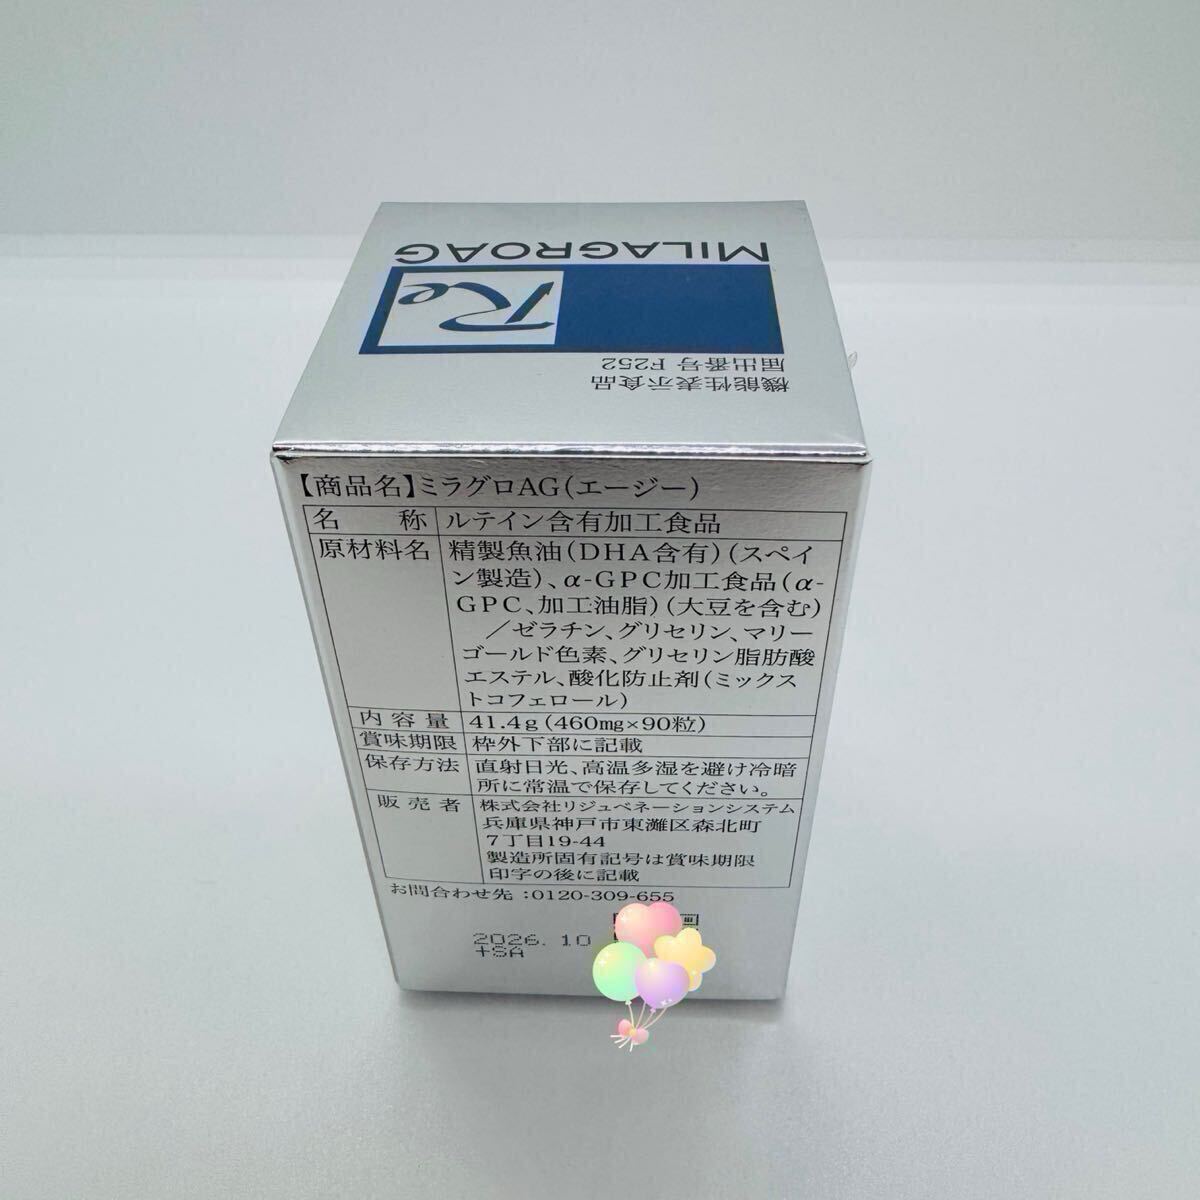 MILAGROAG
Re
届出番号 F252
機能性表示食品
【商品名】ミラグロAG(エージー)
名称 ルテイン含有加工食品
原材料名 精製魚油(DHA含有)(スペイ
ン製造)、α-GPC加工食品(α-
GPC、加工油脂)(大豆を含む)
/ゼラチン、グリセリン、マリー
ゴールド色素、グリセリン脂肪酸
エステル、酸化防止剤(ミックス
トコフェロール)
内容量 41.4g(460mg×90粒)
賞味期限 枠外下部に記載
保存方法 直射日光、高温多湿を避け冷暗
所に常温で保存してください。
販売者 株式会社リジュベネーションシステム
兵庫県神戸市東灘区森北町
7丁目19-44
製造所固有記号は賞味期限
印字の後に記載
お問合わせ先:0120-309-655
2026.10
+SA